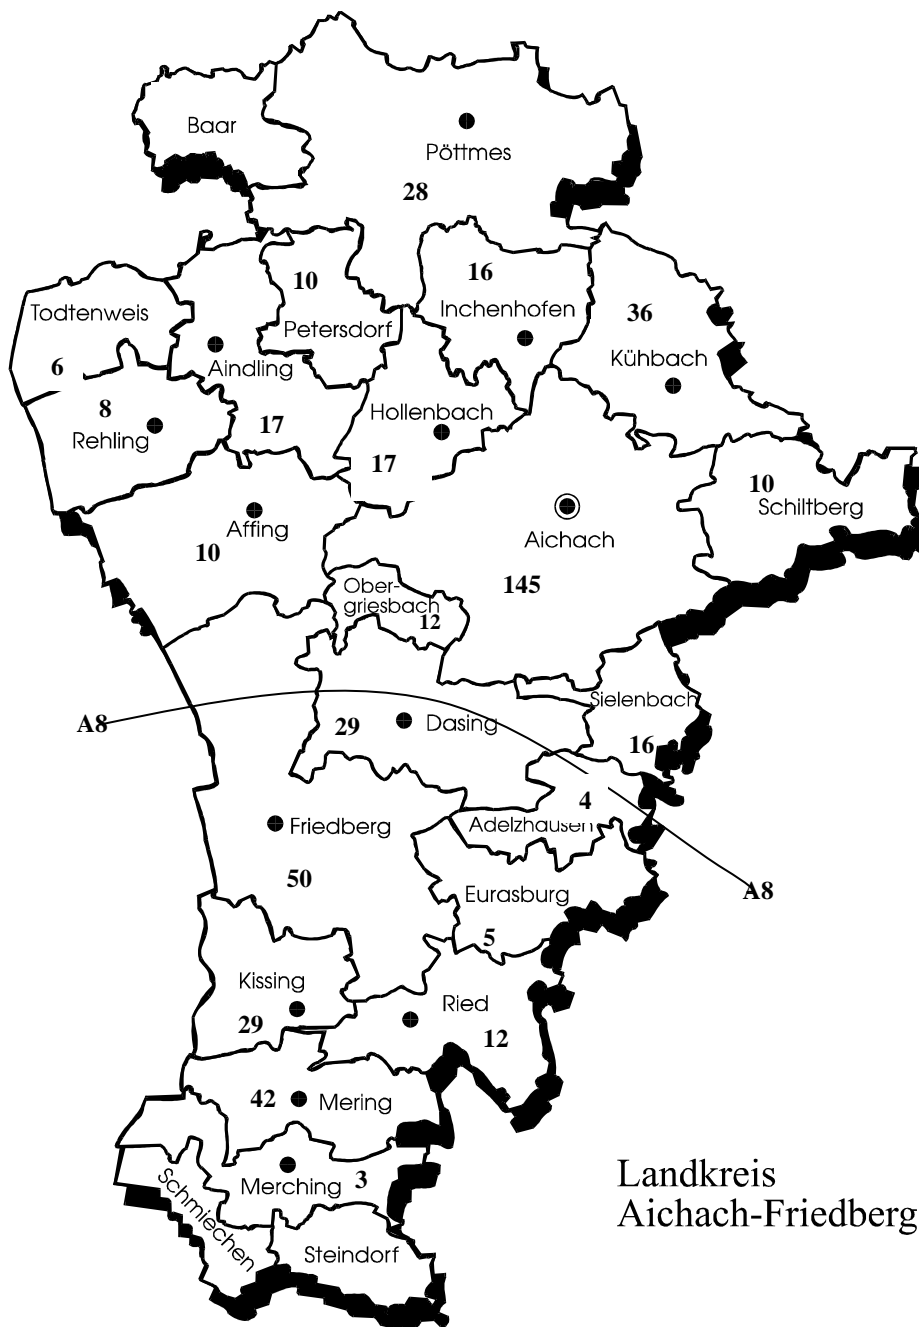 Baar
Pöttmes
28
10
16
Todtenweis
Petersdorf
Inchenhofen
36
6
Aindling
Kühbach
8
Rehling
17
Hollenbach
17
10
Schiltberg
Affing
10
Aichach
145
Ober-
griesbach
12
Sielenbach
A8
29
Dasing
16
4
Friedberg
Adelzhausen
50
Eurasburg
A8
5
Kissing
29
Ried
12
42
Mering
Merching
3
Schmiechen
Steindorf
Landkreis
Aichach-Friedberg